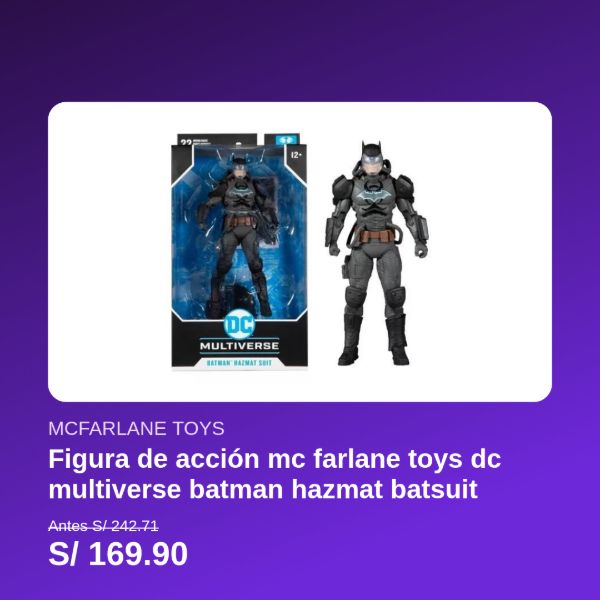 12+
DC
MULTIVERSE
BATMAN HAZMAT SUIT
MCFARLANE TOYS
Figura de acción mc farlane toys dc
multiverse batman hazmat batsuit
Antes S/ 242.71
S/ 169.90